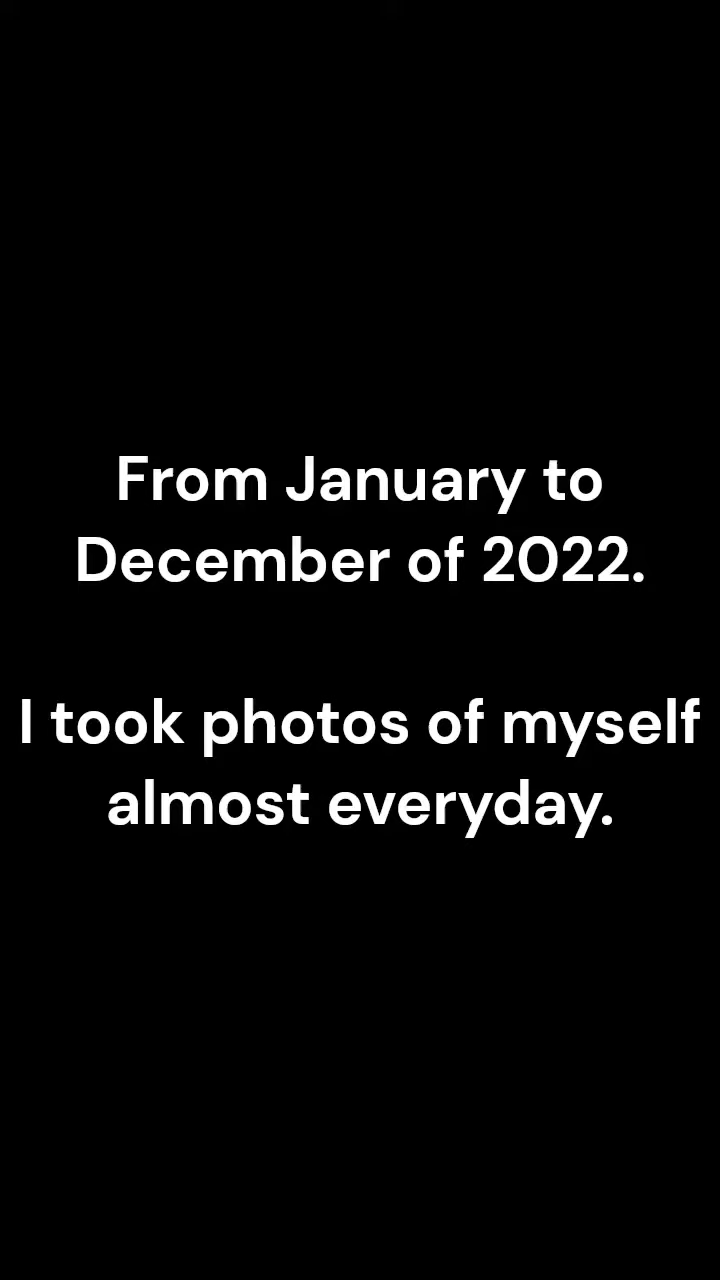 From January to
December of 2022.
I took photos of myself
almost everyday.